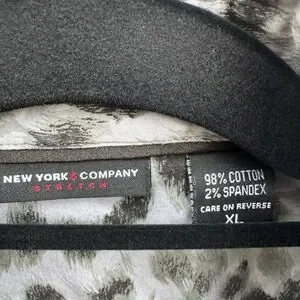 NEW YORK & COMPANY
STRETCH
98% COTTON
2% SPANDEX
CARE ON REVERSE
XL